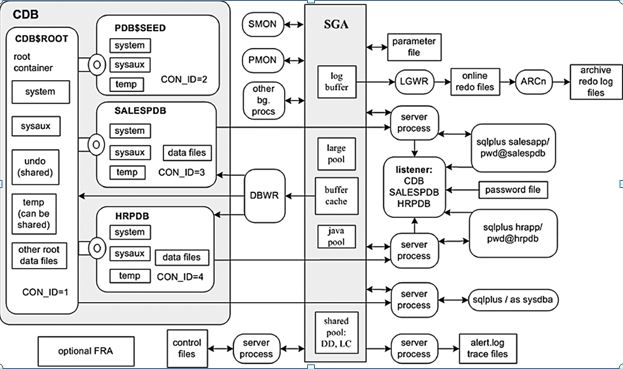 CDB
CDB$ROOT
root
container
system
sysaux
undo
(shared)
temp
(can be
shared)
other root
data files
CON_ID=1
PDB$SEED
system
sysaux
temp
CON_ID=2
SALESPDB
system
sysaux
data files
temp
CON_ID=3
HRPDB
system
sysaux
data files
temp
CON_ID=4
optional FRA
SMON
PMON
other
bg.
procs
DBWR
control
files
server
process
SGA
log
buffer
large
pool
buffer
cache
java
pool
shared
pool:
DD, LC
parameter
file
LGWR
online
redo files
ARCn
archive
redo log
files
server
process
sqlplus salesapp/
pwd@salespdb
listener:
CDB
SALESPDB
HRPDB
password file
sqlplus hrapp/
pwd@hrpdb
server
process
server
process
sqlplus / as sysdba
server
process
alert.log
trace files